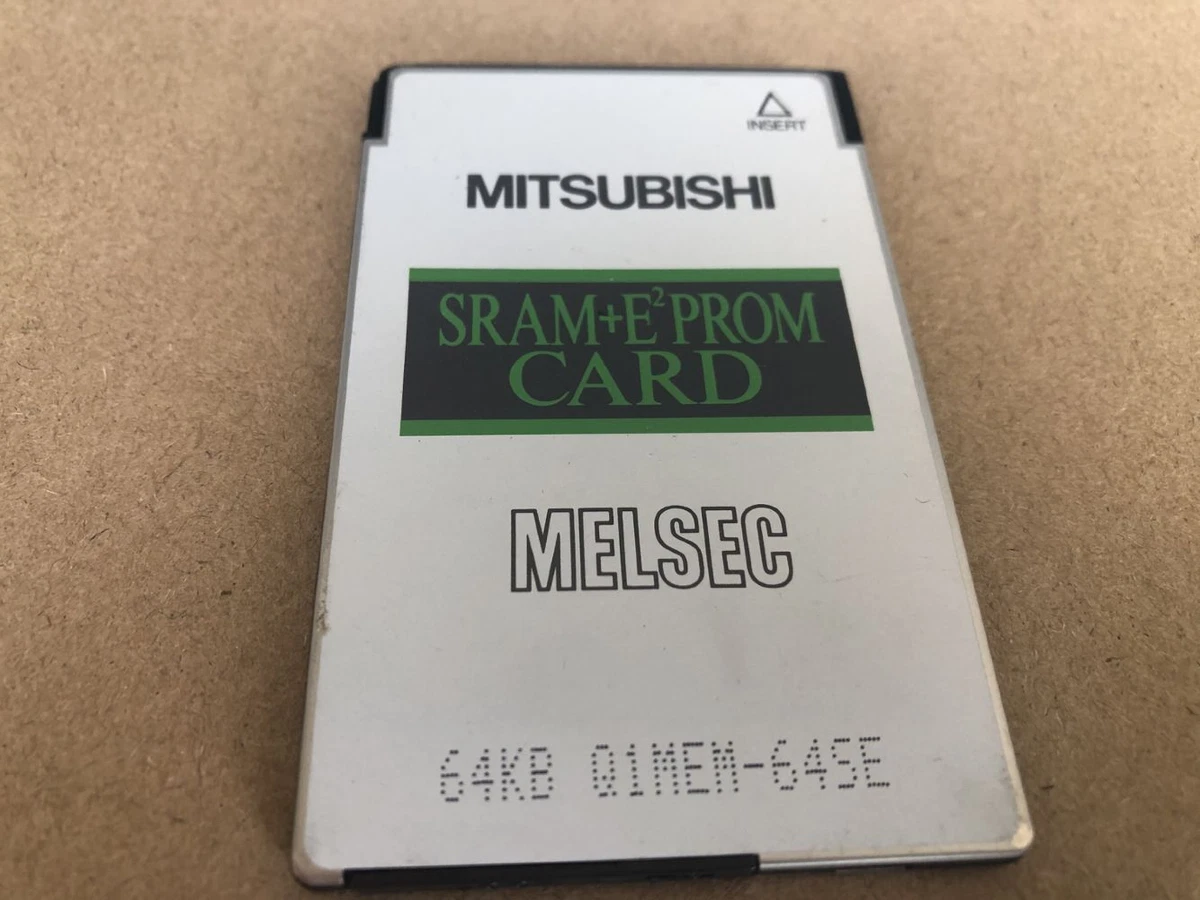 △
INSERT
MITSUBISHI
SRAM+E²PROM
CARD
MELSEC
64KB Q1MEM-64SE